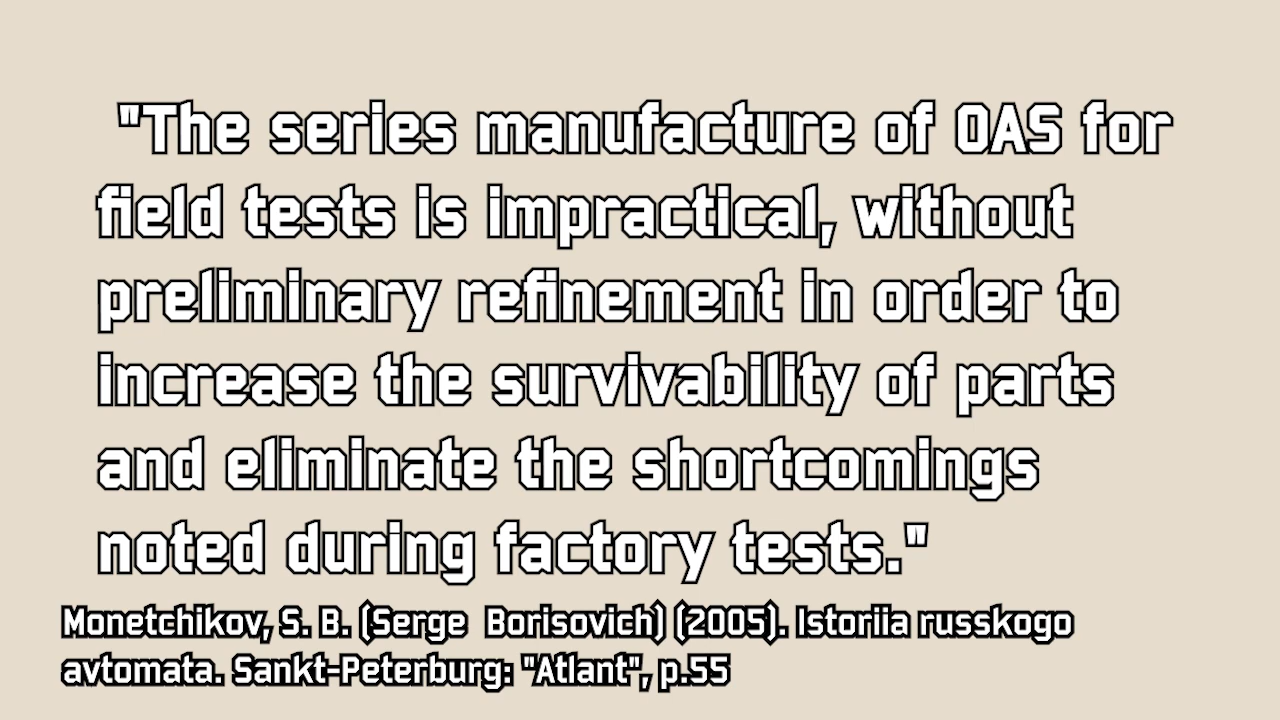 "The series manufacture of OAS for
field tests is impractical, without
preliminary refinement in order to
increase the survivability of parts
and eliminate the shortcomings
noted during factory tests."
Monetchikov, S. B. (Serge Borisovich) (2005). Istoriia russkogo
avtomata. Sankt-Peterburg: "Atlant", p.55